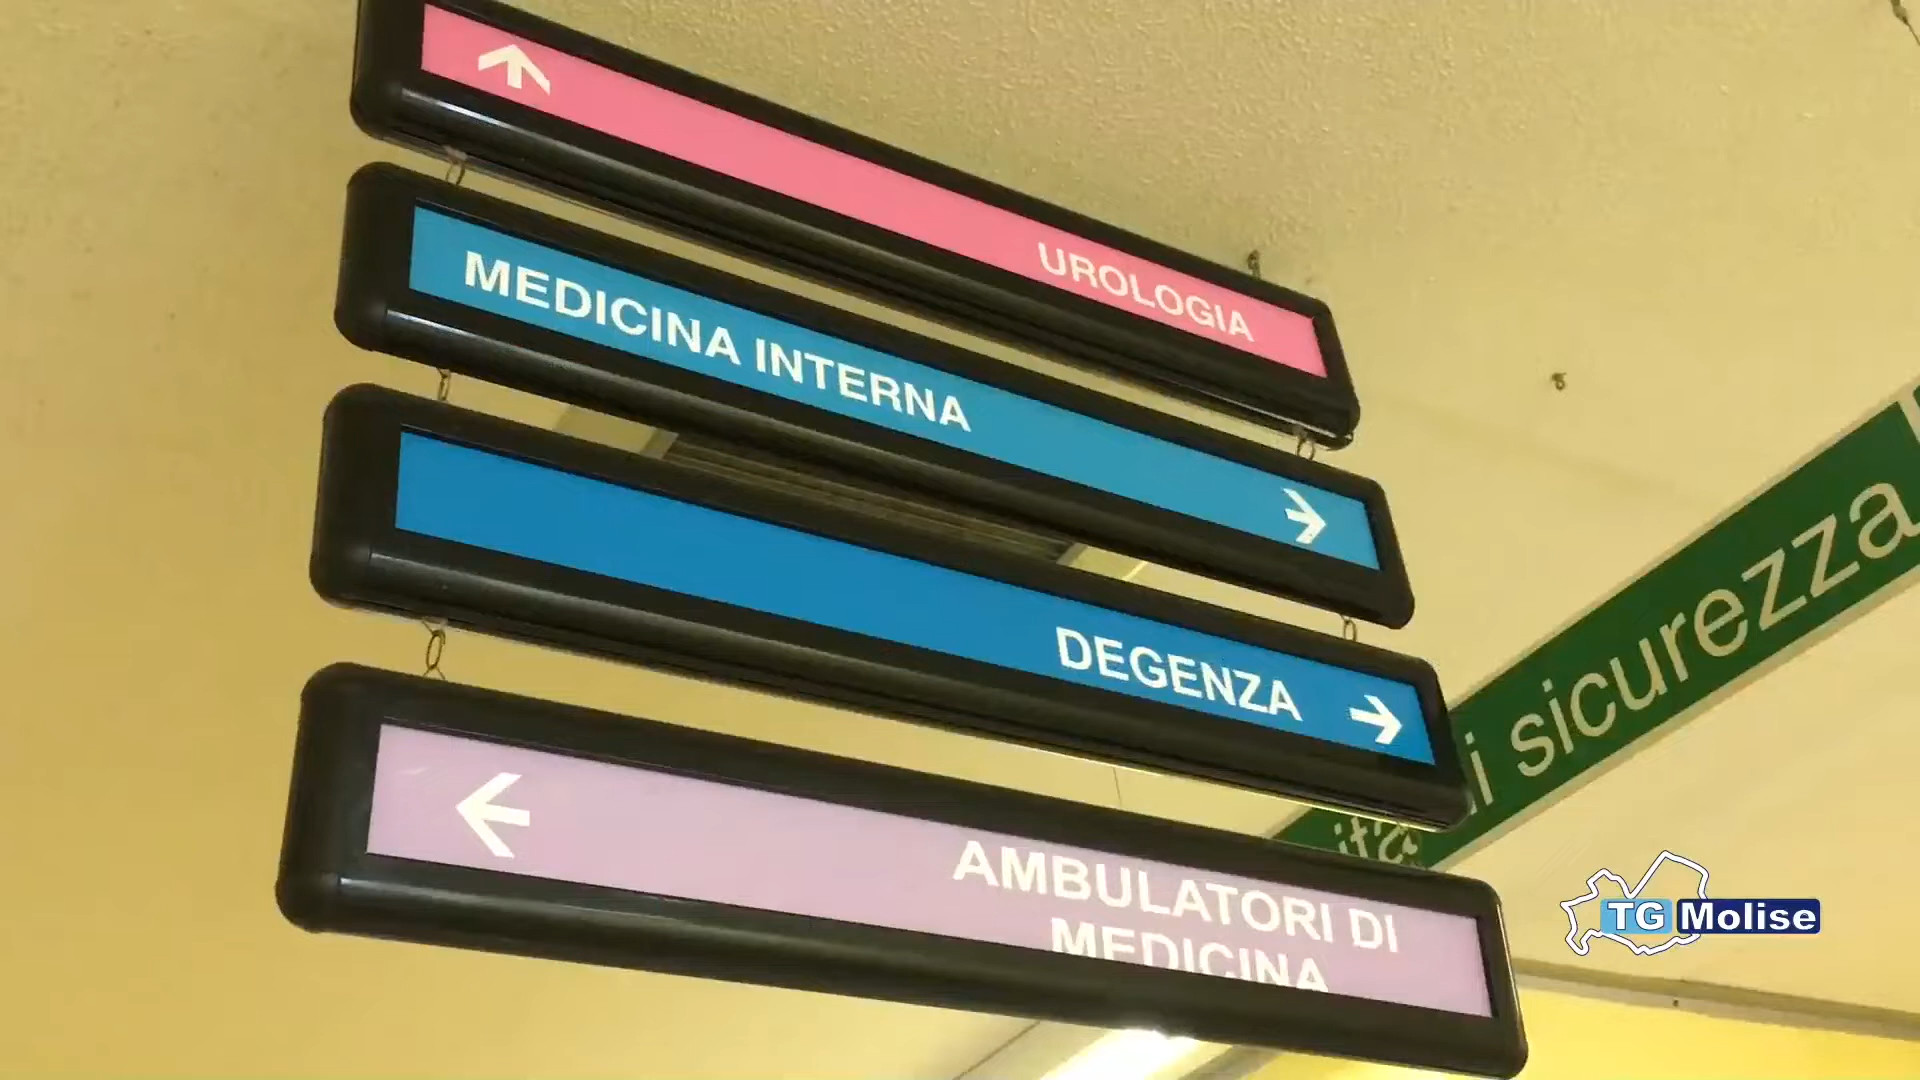 UROLOGIA
MEDICINA INTERNA
DEGENZA
AMBULATORI DI
MEDICINA
sicurezza
TG Molise